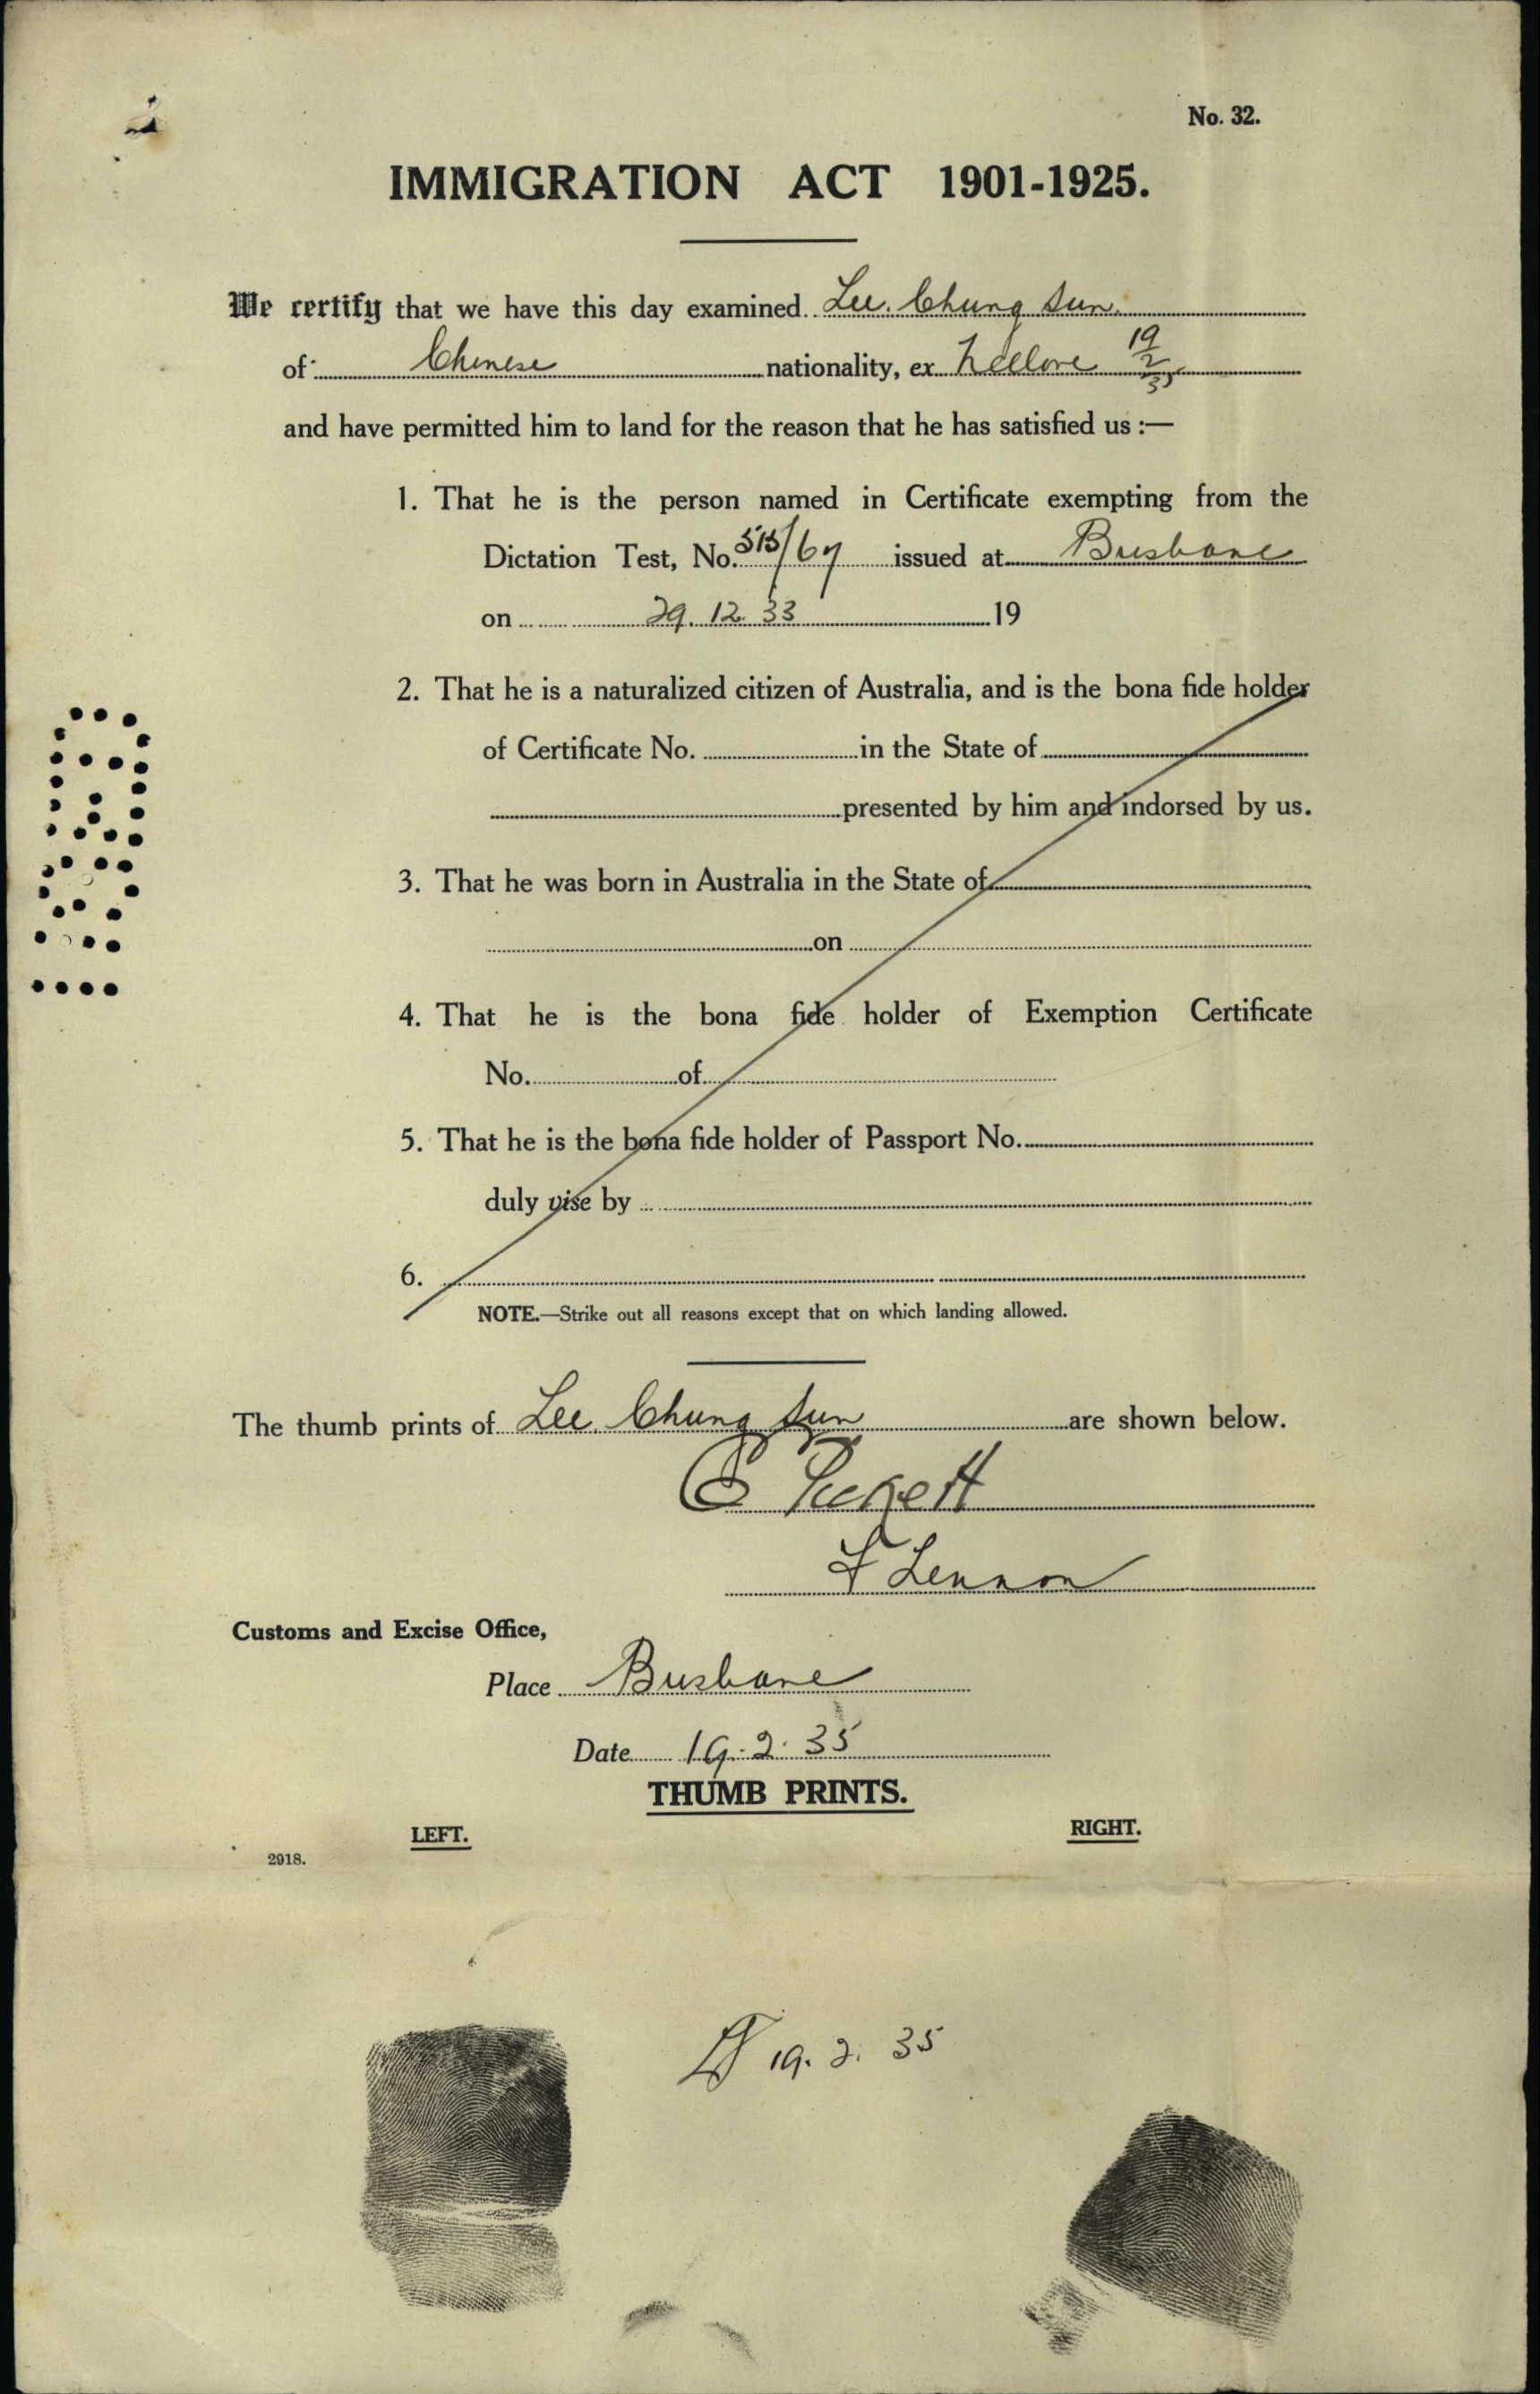 No. 32.
IMMIGRATION ACT 1901-1925.
We certify that we have this day examined Lee Chung Sun
of Chinese nationality, ex Nellore 19/2/35
and have permitted him to land for the reason that he has satisfied us :—
1. That he is the person named in Certificate exempting from the
Dictation Test, No. 513/67 issued at Brisbane
on 29.12.33 19
2. That he is a naturalized citizen of Australia, and is the bona fide holder
of Certificate No. in the State of
presented by him and indorsed by us.
3. That he was born in Australia in the State of
on
4. That he is the bona fide holder of Exemption Certificate
No. of
5. That he is the bona fide holder of Passport No.
duly vise by
6.
NOTE.—Strike out all reasons except that on which landing allowed.
The thumb prints of Lee Chung Sun are shown below.
F Lennon
Customs and Excise Office,
Place Brisbane
Date 19.2.35
THUMB PRINTS.
LEFT. RIGHT.
2918.
19.2.35